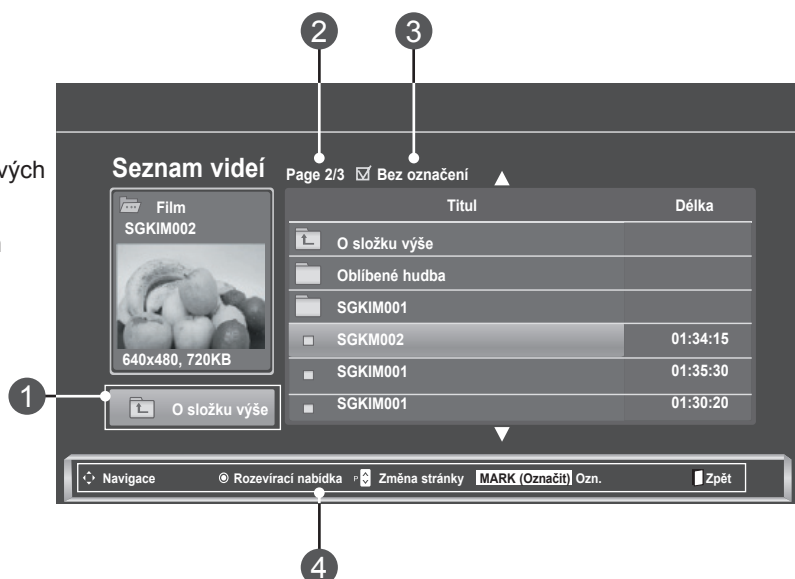 2
3
vých
Seznam videí
Page 2/3 ☑ Bez označení
Film
SGKIM002
640x480, 720KB
1
O složku výše
Titul Délka
O složku výše
Oblíbené hudba
SGKIM001
SGKM002 01:34:15
SGKIM001 01:35:30
SGKIM001 01:30:20
Navigace Rozevírací nabídka P Změna stránky MARK (Označit) Ozn. Zpět
4